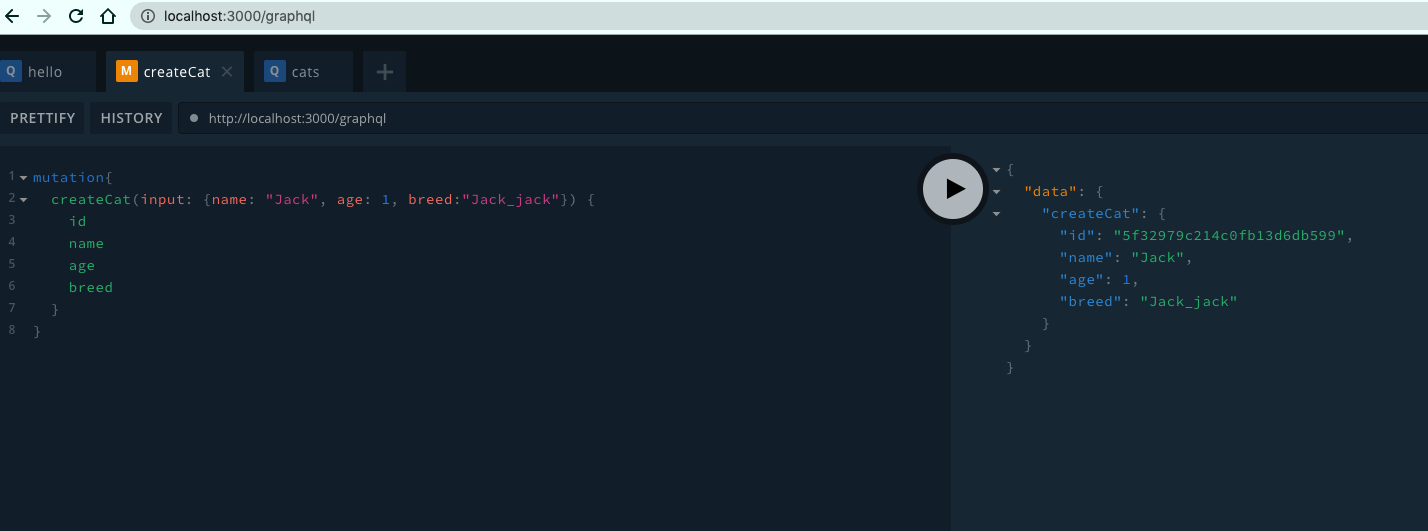 localhost:3000/graphql
Q hello M createCat × Q cats +
PRETTIFY HISTORY http://localhost:3000/graphql
1 mutation{
2 createCat(input: {name: "Jack", age: 1, breed:"Jack_jack"}) {
3 id
4 name
5 age
6 breed
7 }
8 }
{
"data": {
"createCat": {
"id": "5f32979c214c0fb13d6db599",
"name": "Jack",
"age": 1,
"breed": "Jack_jack"
}
}
}